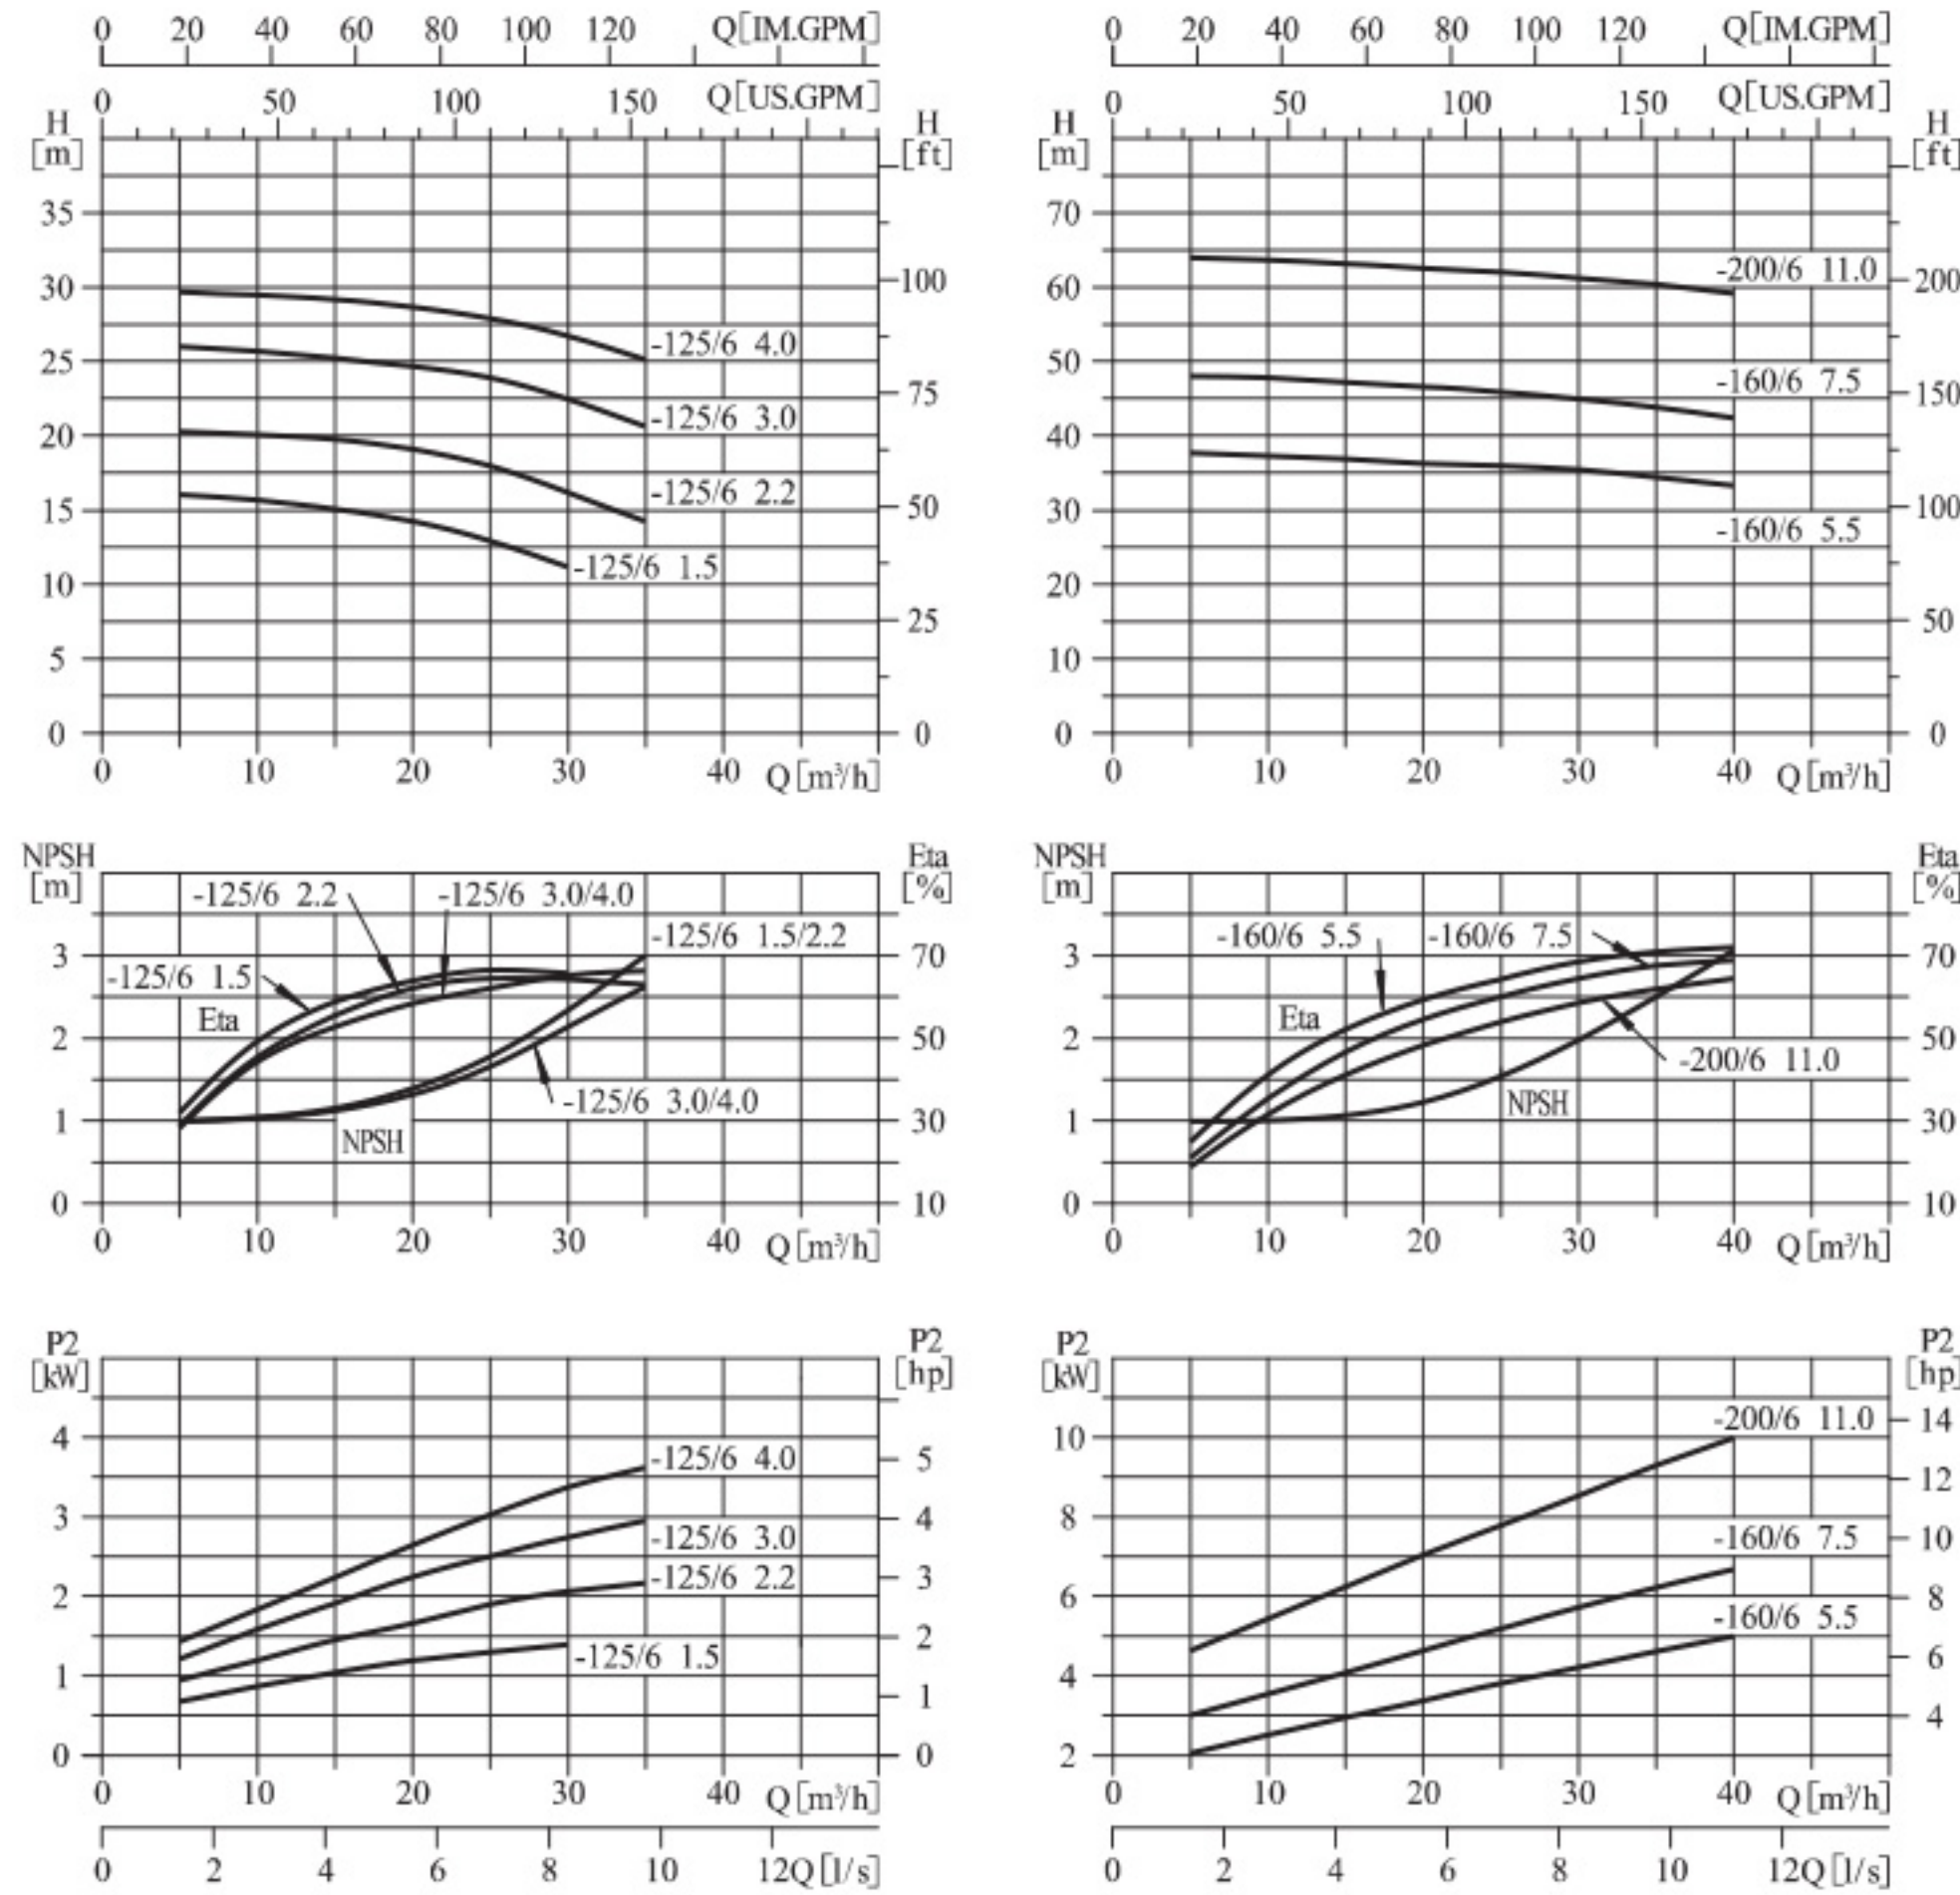 0 20 40 60 80 100 120 Q[IM.GPM]
0 50 100 150 Q[US.GPM]
H
[m]
H
[ft]
35
30
25
20
15
10
5
0
100
75
50
25
0
-125/6 4.0
-125/6 3.0
-125/6 2.2
-125/6 1.5
0 10 20 30 40 Q[m³/h]
NPSH
[m]
Eta
[%]
3
2
1
0
70
50
30
10
-125/6 2.2
-125/6 3.0/4.0
-125/6 1.5/2.2
-125/6 1.5
Eta
-125/6 3.0/4.0
NPSH
0 10 20 30 40 Q[m³/h]
P2
[kW]
P2
[hp]
4
3
2
1
0
5
4
3
2
1
0
-125/6 4.0
-125/6 3.0
-125/6 2.2
-125/6 1.5
0 10 20 30 40 Q[m³/h]
0 2 4 6 8 10 12Q[l/s]
0 20 40 60 80 100 120 Q[IM.GPM]
0 50 100 150 Q[US.GPM]
H
[m]
H
[ft]
70
60
50
40
30
20
10
0
200
150
100
50
0
-200/6 11.0
-160/6 7.5
-160/6 5.5
0 10 20 30 40 Q[m³/h]
NPSH
[m]
Eta
[%]
3
2
1
0
70
50
30
10
-160/6 5.5
-160/6 7.5
Eta
-200/6 11.0
NPSH
0 10 20 30 40 Q[m³/h]
P2
[kW]
P2
[hp]
10
8
6
4
2
14
12
10
8
6
4
-200/6 11.0
-160/6 7.5
-160/6 5.5
0 10 20 30 40 Q[m³/h]
0 2 4 6 8 10 12Q[l/s]